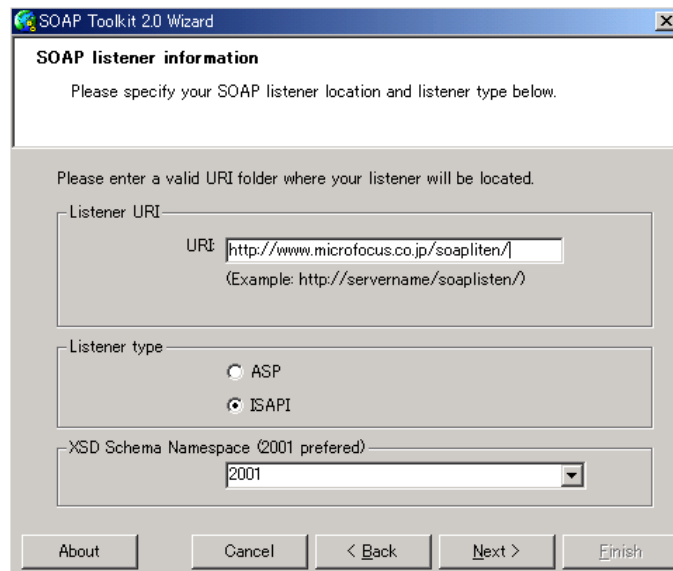 SOAP Toolkit 2.0 Wizard
SOAP listener information
Please specify your SOAP listener location and listener type below.
Please enter a valid URI folder where your listener will be located.
Listener URI
URI: http://www.microfocus.co.jp/soapliten/
(Example: http://servername/soaplisten/)
Listener type
ASP
ISAPI
XSD Schema Namespace (2001 prefered)
2001
About Cancel < Back Next > Finish